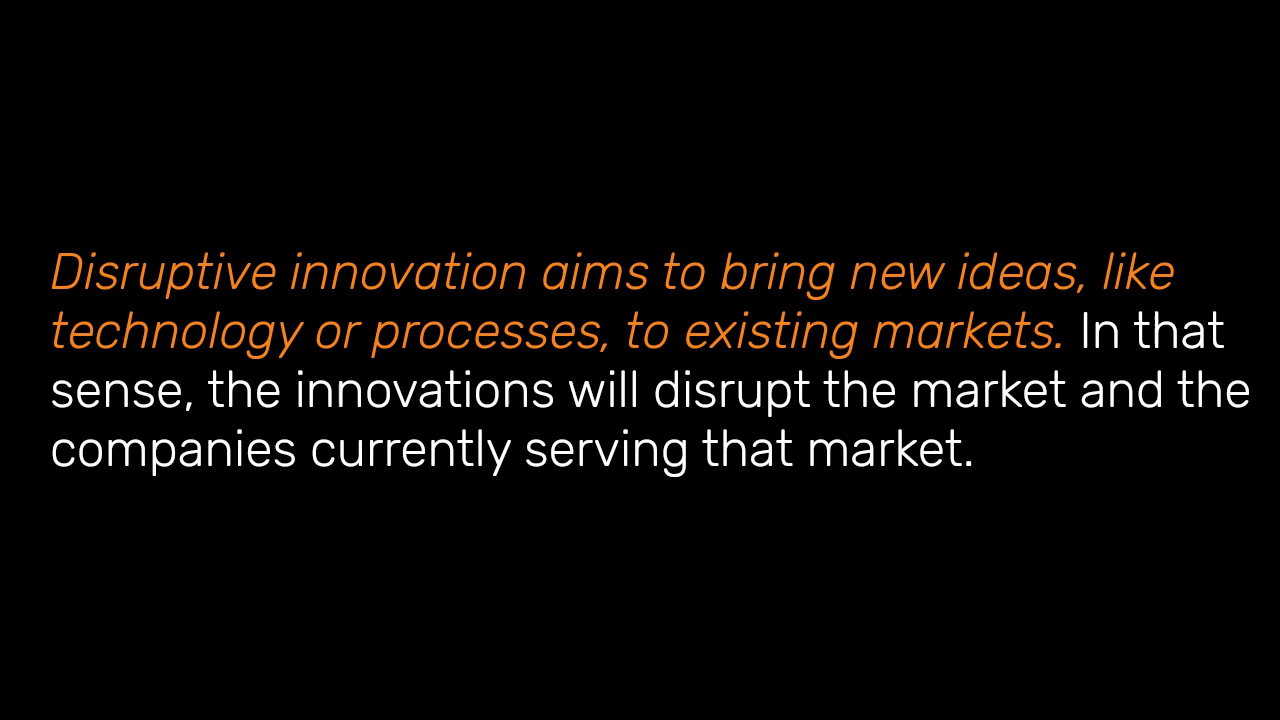 Disruptive innovation aims to bring new ideas, like
technology or processes, to existing markets. In that
sense, the innovations will disrupt the market and the
companies currently serving that market.